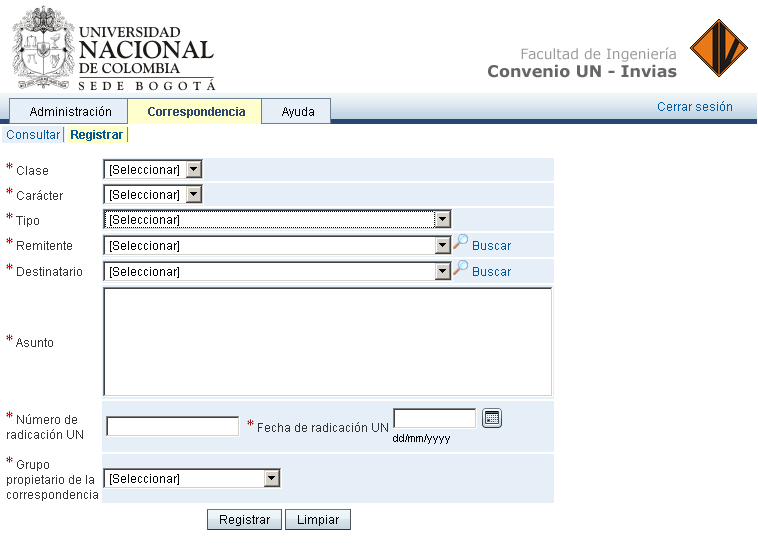 UNIVERSIDAD
NACIONAL
DE COLOMBIA
SEDE BOGOTÁ
Facultad de Ingeniería
Convenio UN - Invias
Administración Correspondencia Ayuda Cerrar sesión
Consultar Registrar
* Clase [Seleccionar]
* Carácter [Seleccionar]
* Tipo [Seleccionar]
* Remitente [Seleccionar] Buscar
* Destinatario [Seleccionar] Buscar
* Asunto
* Número de
radicación UN * Fecha de radicación UN
dd/mm/yyyy
* Grupo
propietario de la [Seleccionar]
correspondencia
Registrar Limpiar